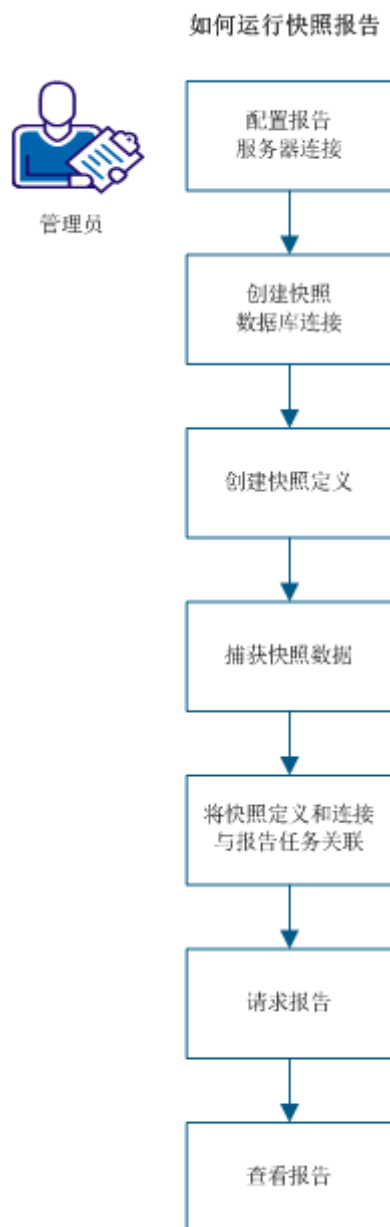 如何运行快照报告
管理员
配置报告
服务器连接
创建快照
数据库连接
创建快照定义
捕获快照数据
将快照定义和连接
与报告任务关联
请求报告
查看报告